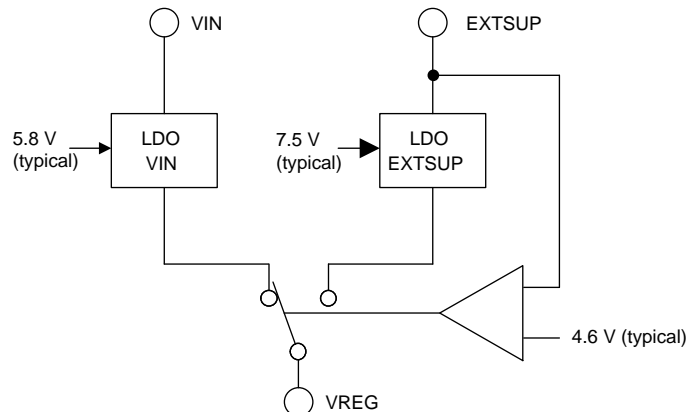 VIN
EXTSUP
5.8 V
(typical)
LDO
VIN
7.5 V
(typical)
LDO
EXTSUP
4.6 V (typical)
VREG